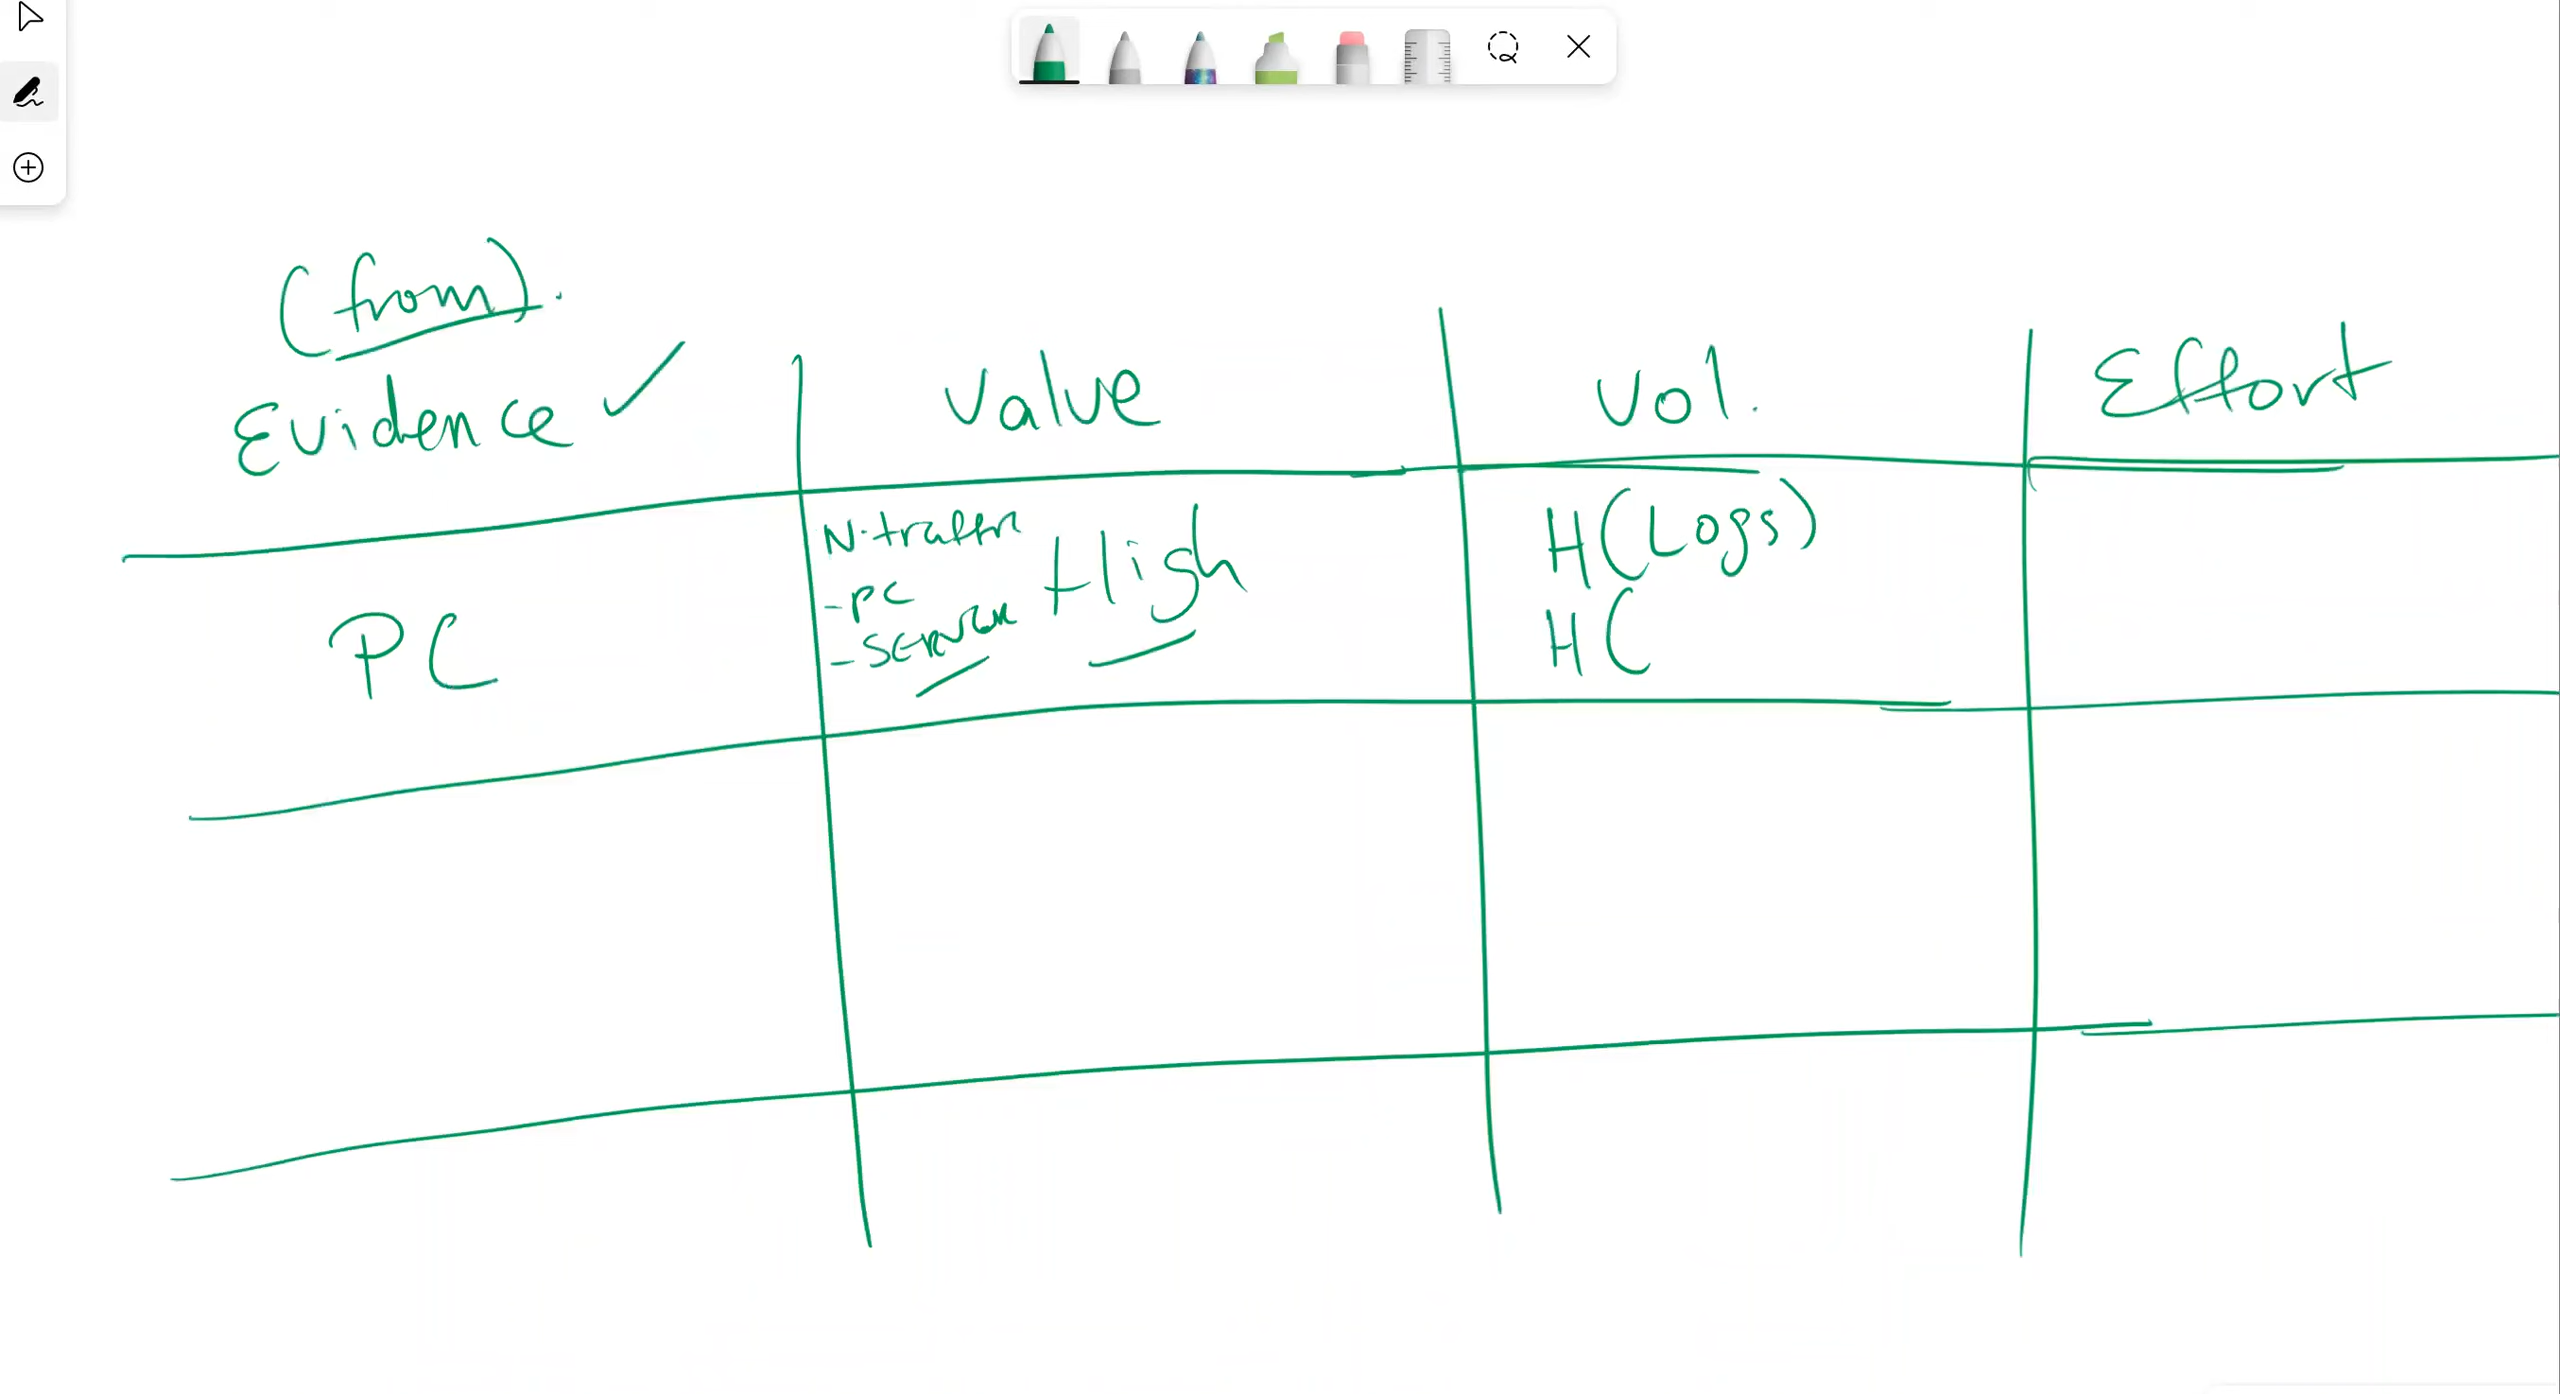 (from).
Evidence ✓
Value
Vol.
Effort
PC
N.traffic
-PC
-Server
High
H(Logs)
H(